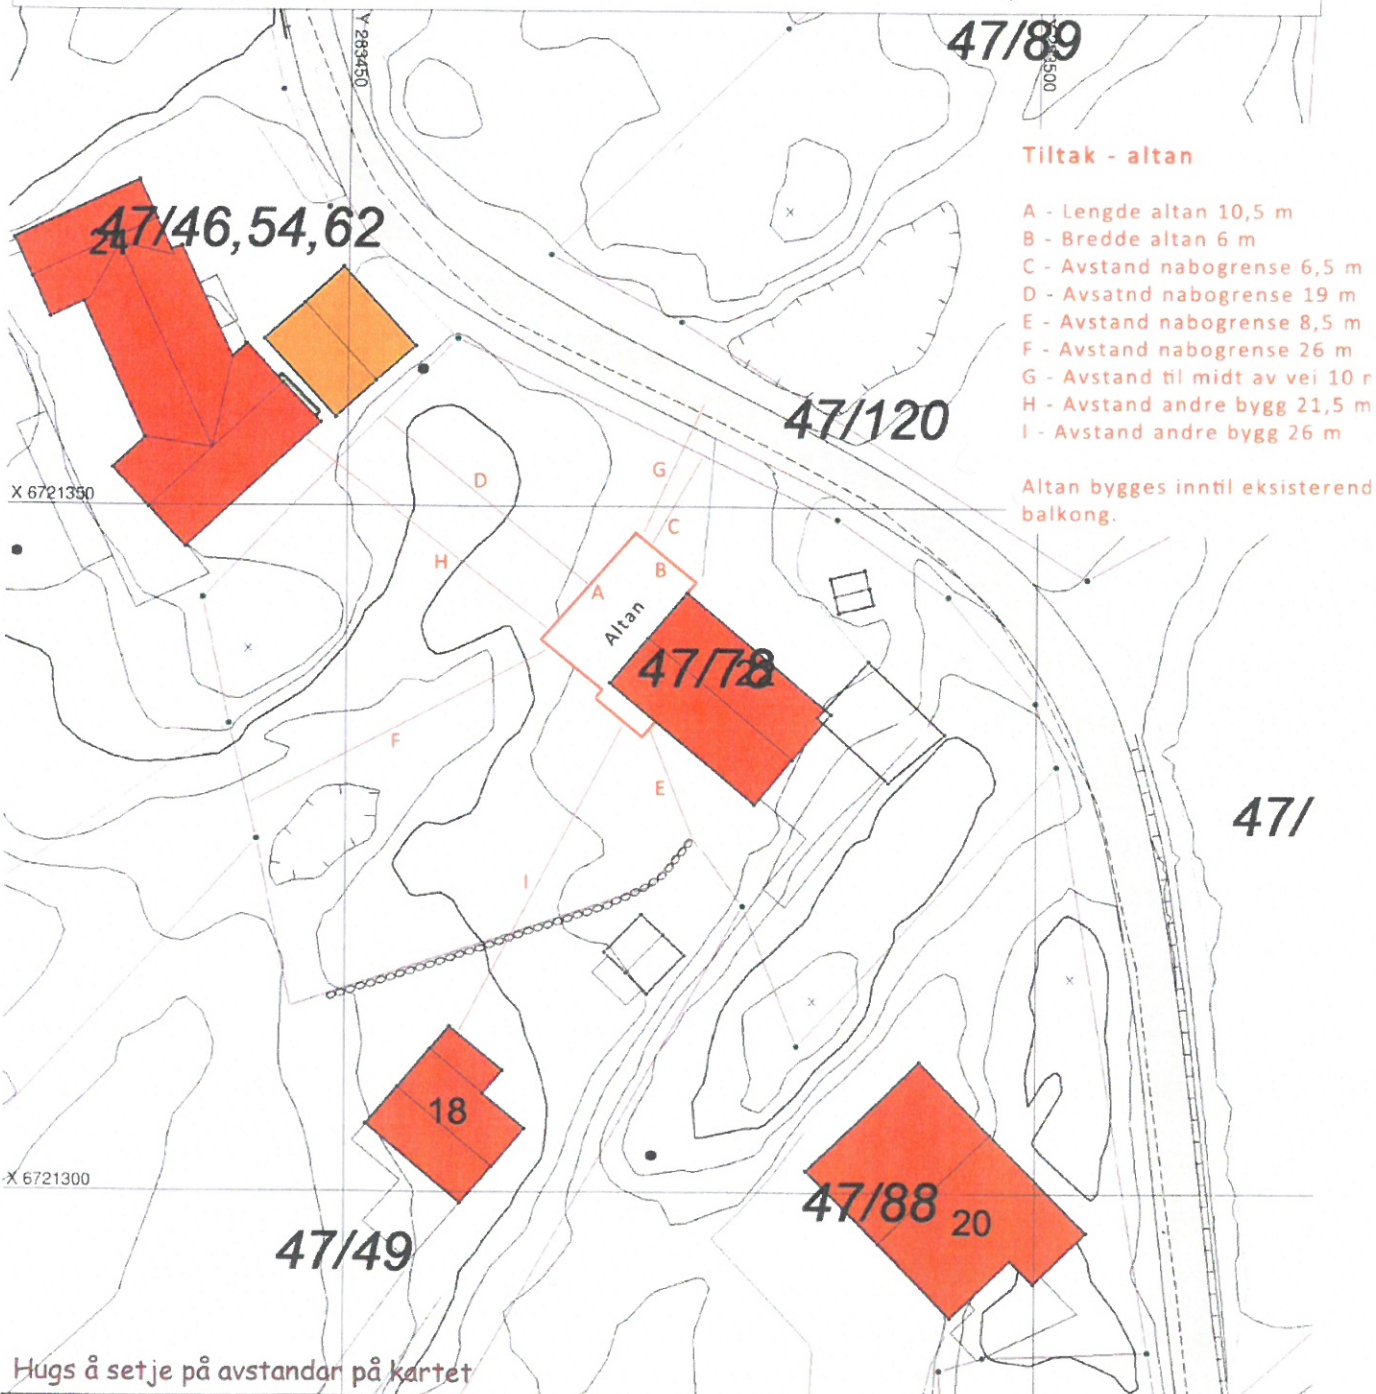 47/89
Y 283450
Tiltak - altan
A - Lengde altan 10,5 m
B - Bredde altan 6 m
C - Avstand nabogrense 6,5 m
D - Avsatnd nabogrense 19 m
E - Avstand nabogrense 8,5 m
F - Avstand nabogrense 26 m
G - Avstand til midt av vei 10 r
H - Avstand andre bygg 21,5 m
I - Avstand andre bygg 26 m
Altan bygges inntil eksisterend
balkong.
47/46,54,62
24
47/120
X 6721350
D
G
C
H
B
A
Altan
47/78
F
E
47/
I
18
X 6721300
47/88
20
47/49
Hugs å setje på avstandar på kartet